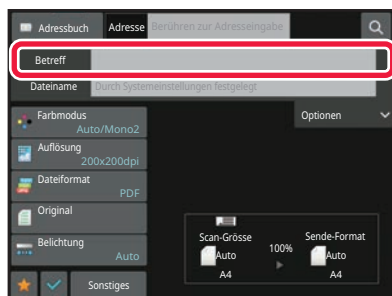 Adressbuch
Adresse
Berühren zur Adresseingabe
Betreff
Dateiname
Durch Systemeinstellungen festgelegt
Farbmodus
Auto/Mono2
Optionen
Auflösung
200x200dpi
Dateiformat
PDF
Original
Belichtung
Auto
Scan-Grösse
Auto
A4
100%
Sende-Format
Auto
A4
Sonstiges